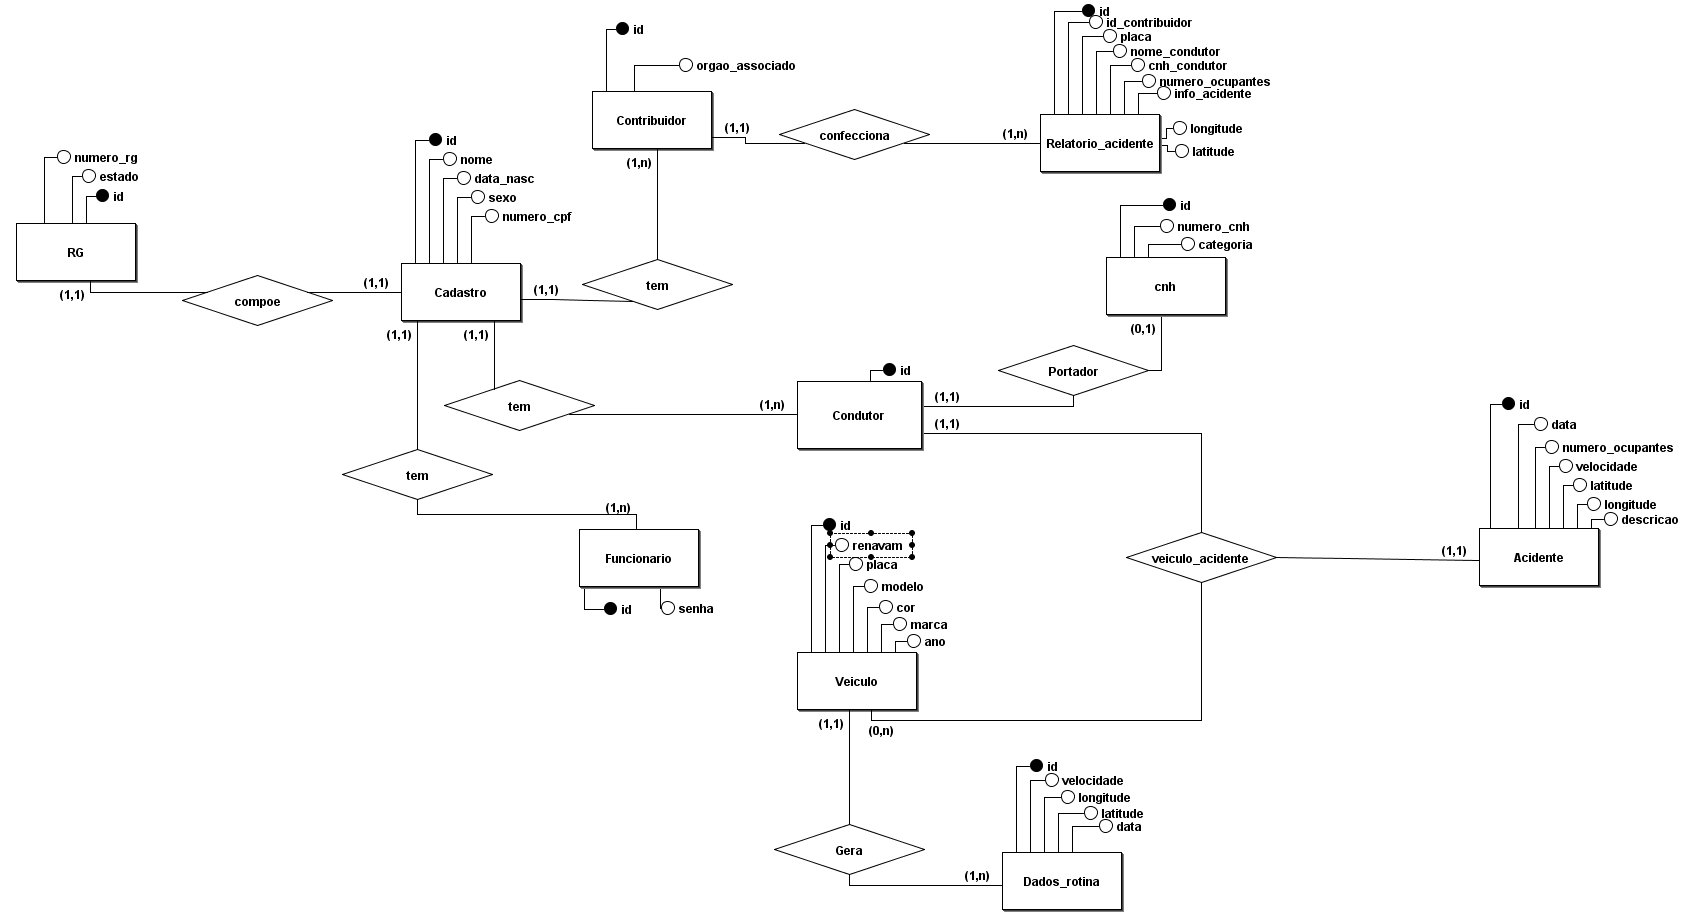 id
orgao_associado
Contribuidor
(1,1)
(1,n)
confecciona
(1,n)
id
id_contribuidor
placa
nome_condutor
cnh_condutor
numero_ocupantes
info_acidente
longitude
latitude
Relatorio_acidente
numero_rg
estado
id
RG
(1,1)
compoe
(1,1)
id
nome
data_nasc
sexo
numero_cpf
Cadastro
(1,1)
(1,1)
(1,1)
tem
id
numero_cnh
categoria
cnh
(0,1)
Portador
tem
(1,n)
id
Condutor
(1,1)
(1,1)
tem
(1,n)
Funcionario
id
senha
id
data
numero_ocupantes
velocidade
latitude
longitude
descricao
Acidente
(1,1)
veiculo_acidente
id
renavam
placa
modelo
cor
marca
ano
Veiculo
(1,1)
(0,n)
Gera
(1,n)
id
velocidade
longitude
latitude
data
Dados_rotina